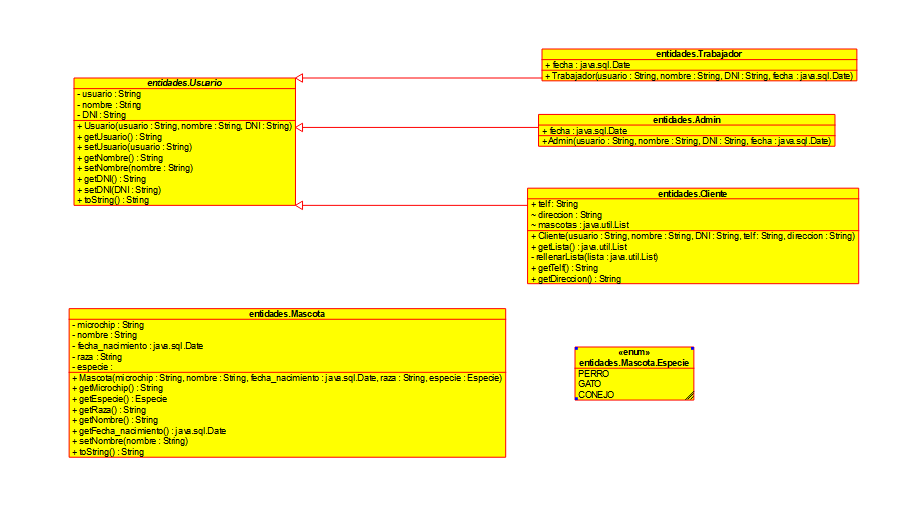 entidades.Trabajador
+ fecha : java.sql.Date
+ Trabajador(usuario : String, nombre : String, DNI : String, fecha : java.sql.Date)
entidades.Usuario
- usuario : String
- nombre : String
- DNI : String
+ Usuario(usuario : String, nombre : String, DNI : String)
+ getUsuario() : String
+ setUsuario(usuario : String)
+ getNombre() : String
+ setNombre(nombre : String)
+ getDNI() : String
+ setDNI(DNI : String)
+ toString() : String
entidades.Admin
+ fecha : java.sql.Date
+Admin(usuario : String, nombre : String, DNI : String, fecha : java.sql.Date)
entidades.Cliente
+ telf : String
~ direccion : String
~ mascotas : java.util.List
+ Cliente(usuario : String, nombre : String, DNI : String, telf : String, direccion : String)
+ getLista() : java.util.List
- rellenarLista(lista : java.util.List)
+ getTelf() : String
+ getDireccion() : String
entidades.Mascota
- microchip : String
- nombre : String
- fecha_nacimiento : java.sql.Date
- raza : String
- especie :
+ Mascota(microchip : String, nombre : String, fecha_nacimiento : java.sql.Date, raza : String, especie : Especie)
+ getMicrochip() : String
+ getEspecie() : Especie
+ getRaza() : String
+ getNombre() : String
+ getFecha_nacimiento() : java.sql.Date
+ setNombre(nombre : String)
+ toString() : String
«enum»
entidades.Mascota.Especie
PERRO
GATO
CONEJO